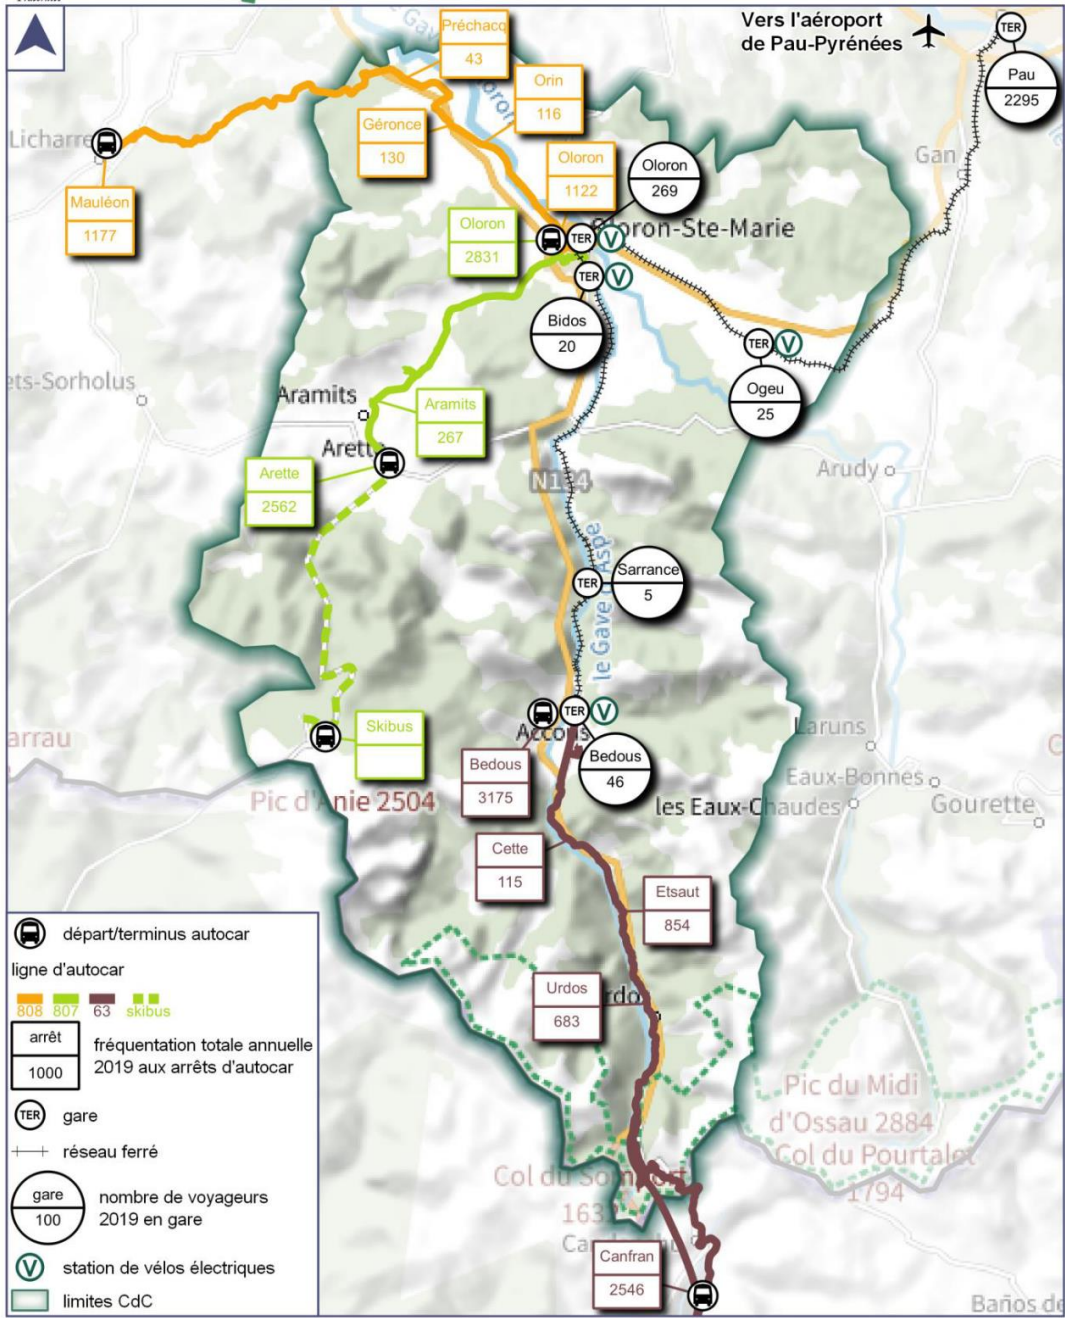 Vers l'aéroport
de Pau-Pyrénées
TER
Pau
2295
Préchacq
43
Orin
116
Géronce
130
Licharre
Mauléon
1177
Gan
Oloron
1122
Oloron
269
Oloron
2831
TER
V
oron-Ste-Marie
TER
V
Bidos
20
TER
V
Ogeu
25
ets-Sorholus
Aramits
Aramits
267
Arette
Arette
2562
Arudy
N134
le Gave d'Aspe
TER
Sarrance
5
TER
V
Accous
Bedous
46
Bedous
3175
Skibus
arrau
Pic d'Anie 2504
Laruns
Eaux-Bonnes
les Eaux-Chaudes
Gourette
Cette
115
Etsaut
854
Urdos
683
rdo
Pic du Midi
d'Ossau 2884
Col du Pourtalet
1794
Col du Somport
163
Canfran
2546
Baños de
départ/terminus autocar
ligne d'autocar
808 807 63 skibus
arrêt
1000
fréquentation totale annuelle
2019 aux arrêts d'autocar
TER
gare
réseau ferré
gare
100
nombre de voyageurs
2019 en gare
V
station de vélos électriques
limites CdC